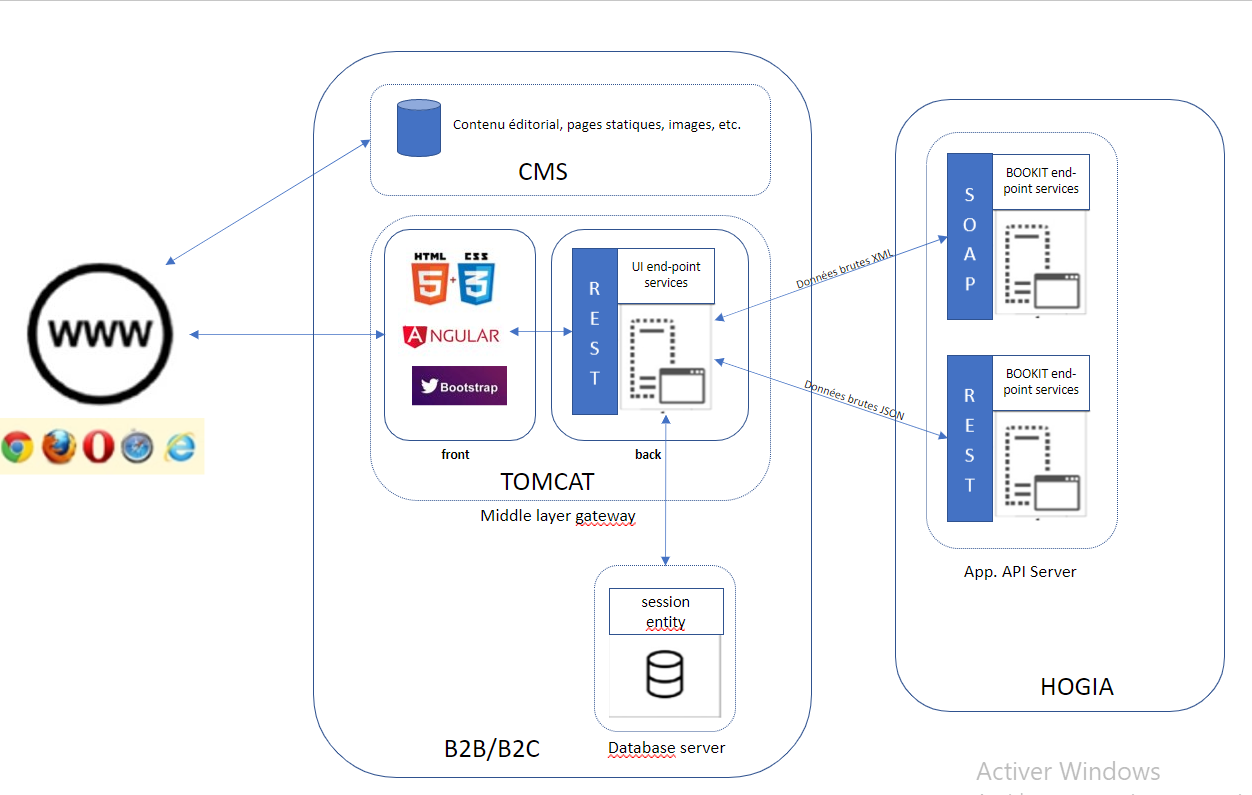 Contenu éditorial, pages statiques, images, etc.
CMS
WWW
HTML
CSS
5
+
3
A NGULAR
Bootstrap
front
R
E
S
T
UI end-point
services
back
TOMCAT
Middle layer gateway
session
entity
Database server
B2B/B2C
Données brutes XML
Données brutes JSON
S
O
A
P
BOOKIT end-
point services
R
E
S
T
BOOKIT end-
point services
App. API Server
HOGIA
Activer Windows